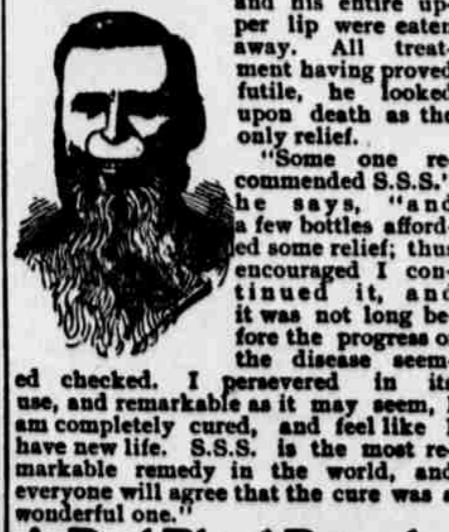 and his entire up-
per lip were eaten
away. All treat-
ment having proved
futile, he looked
upon death as the
only relief.
"Some one re-
commended S.S.S."
he says, "and
a few bottles afford-
ed some relief; thus
encouraged I con-
tinued it, and
it was not long be-
fore the progress of
the disease seem-
ed checked. I persevered in its
use, and remarkable as it may seem, I
am completely cured, and feel like I
have new life. S.S.S. is the most re-
markable remedy in the world, and
everyone will agree that the cure was a
wonderful one."